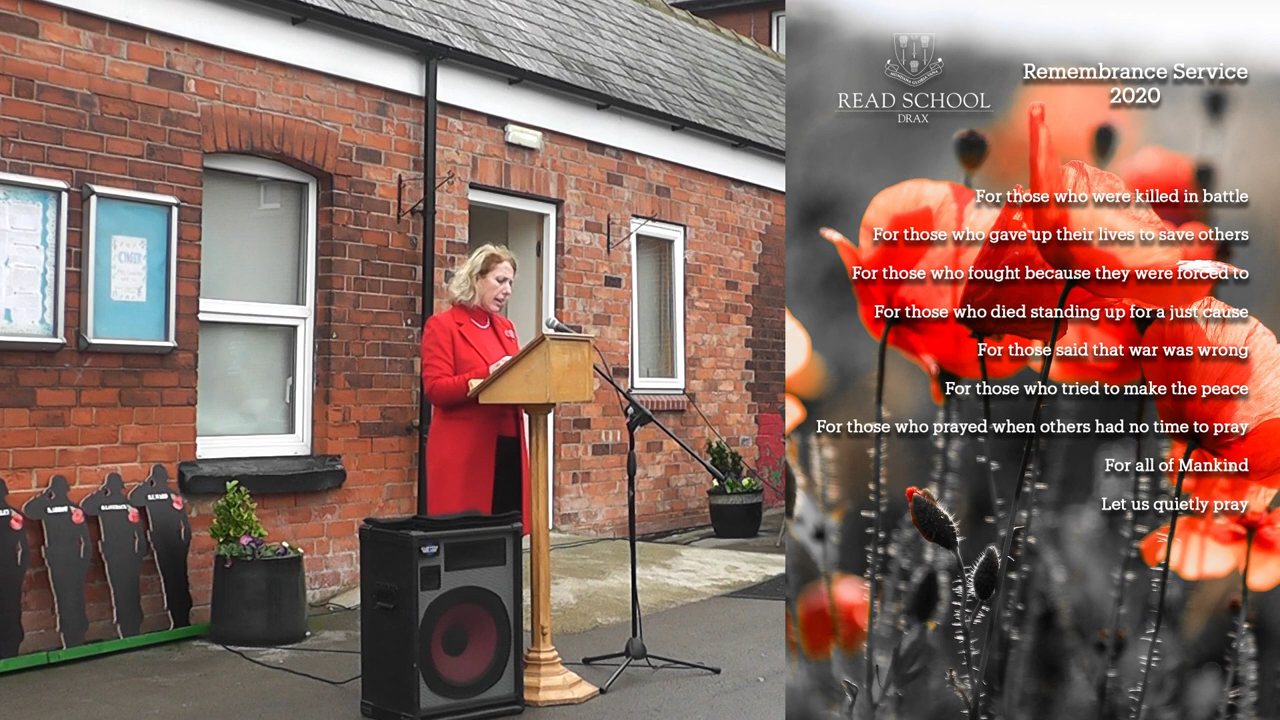 READ SCHOOL
DRAX
Remembrance Service
2020
For those who were killed in battle
For those who gave up their lives to save others
For those who fought because they were forced to
For those who died standing up for a just cause
For those said that war was wrong
For those who tried to make the peace
For those who prayed when others had no time to pray
For all of Mankind
Let us quietly pray